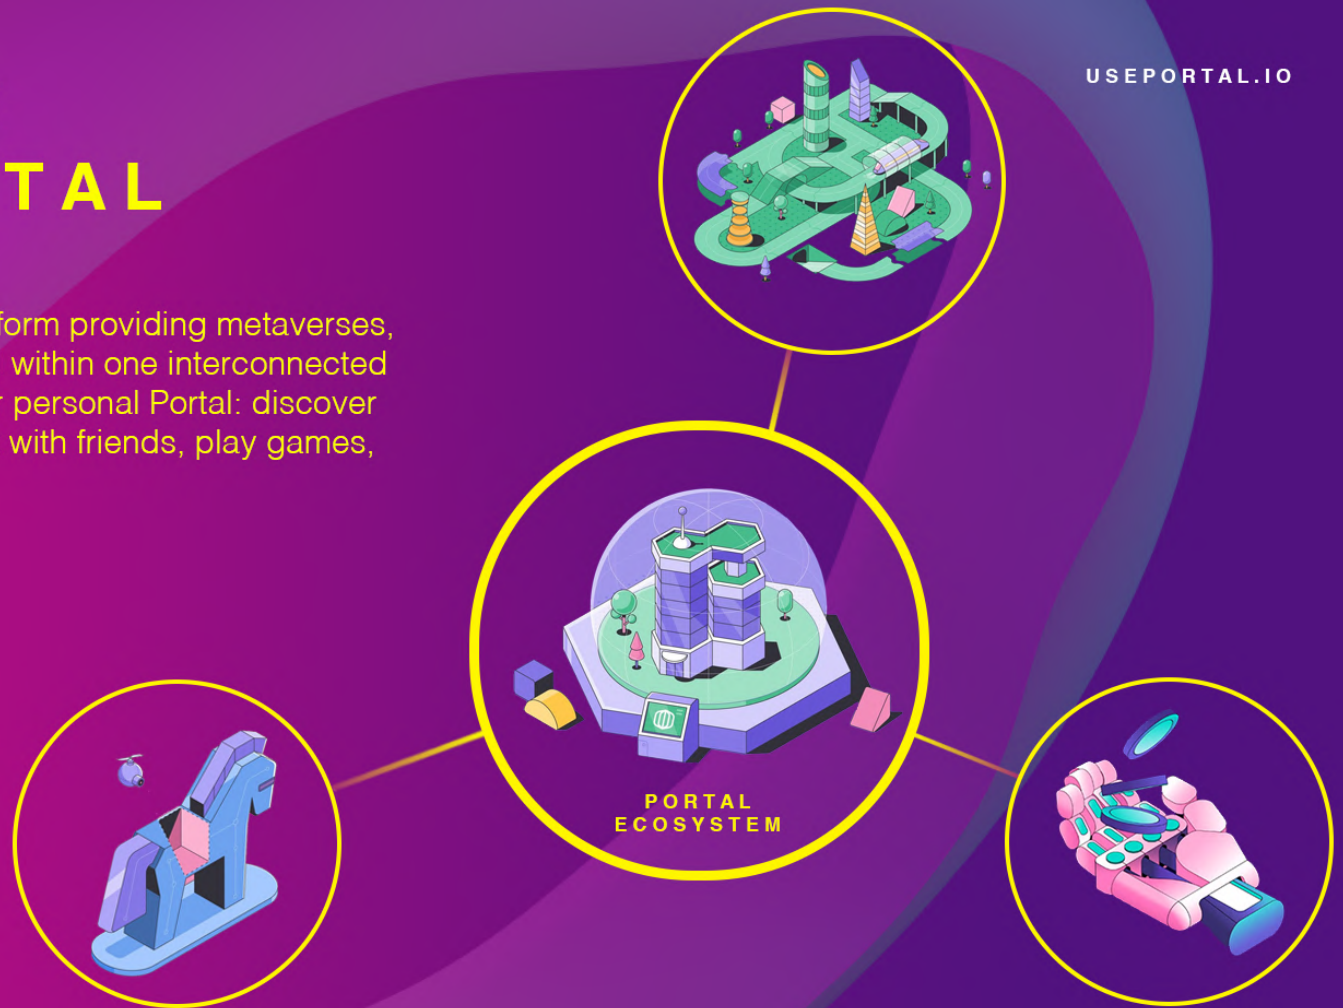 USEPORTAL.IO
TAL
form providing metaverses,
within one interconnected
personal Portal: discover
with friends, play games,
PORTAL
ECOSYSTEM